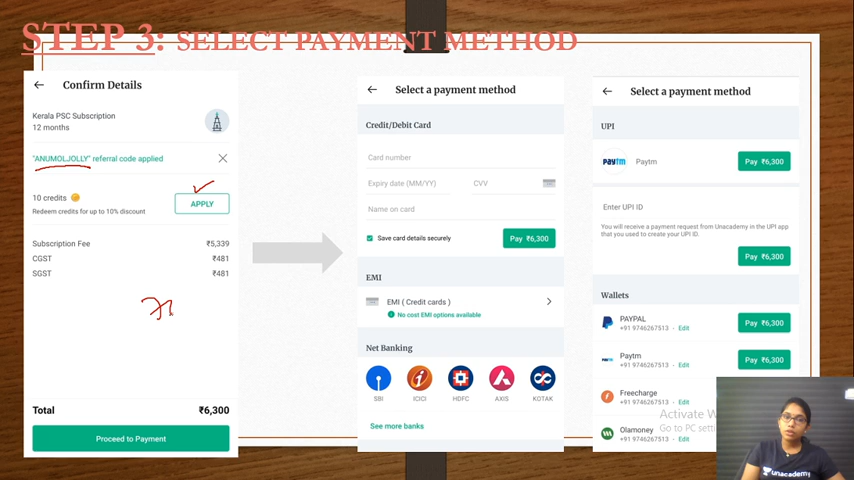 STEP 3: SELECT PAYMENT METHOD
Confirm Details
Kerala PSC Subscription
12 months
"ANUMOLJOLLY" referral code applied
10 credits
Redeem credits for up to 10% discount
APPLY
Subscription Fee ₹5,339
CGST ₹481
SGST ₹481
Total ₹6,300
Proceed to Payment
Select a payment method
Credit/Debit Card
Card number
Expiry date (MM/YY) CVV
Name on card
Save card details securely Pay ₹6,300
EMI
EMI ( Credit cards )
No cost EMI options available
Net Banking
SBI ICICI HDFC AXIS KOTAK
See more banks
Select a payment method
UPI
Paytm Paytm Pay ₹6,300
Enter UPI ID
You will receive a payment request from Unacademy in the UPI app
that you used to create your UPI ID.
Pay ₹6,300
Wallets
PAYPAL
+91 9746267513 · Edit
Pay ₹6,300
Paytm
Paytm
+91 9746267513 · Edit
Pay ₹6,300
Freecharge
+91 9746267513 · Edit
Olamoney
+91 9746267513 · Edit
Activate W
Go to PC setti
unacademy